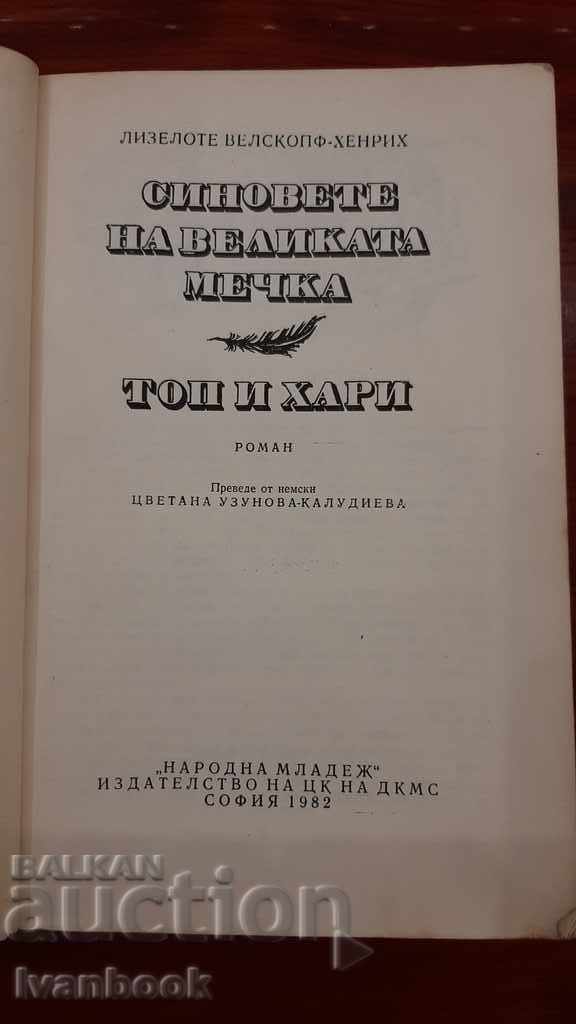 ЛИЗЕЛОТЕ ВЕЛСКОПФ-ХЕНРИХ
СИНОВЕТЕ
НА ВЕЛИКАТА
МЕЧКА
ТОП И ХАРИ
РОМАН
Преведе от немски
ЦВЕТАНА УЗУНОВА-КАЛУДИЕВА
„НАРОДНА МЛАДЕЖ“
ИЗДАТЕЛСТВО НА ЦК НА ДКМС
СОФИЯ 1982
BALKAN
auction
Ivanbook